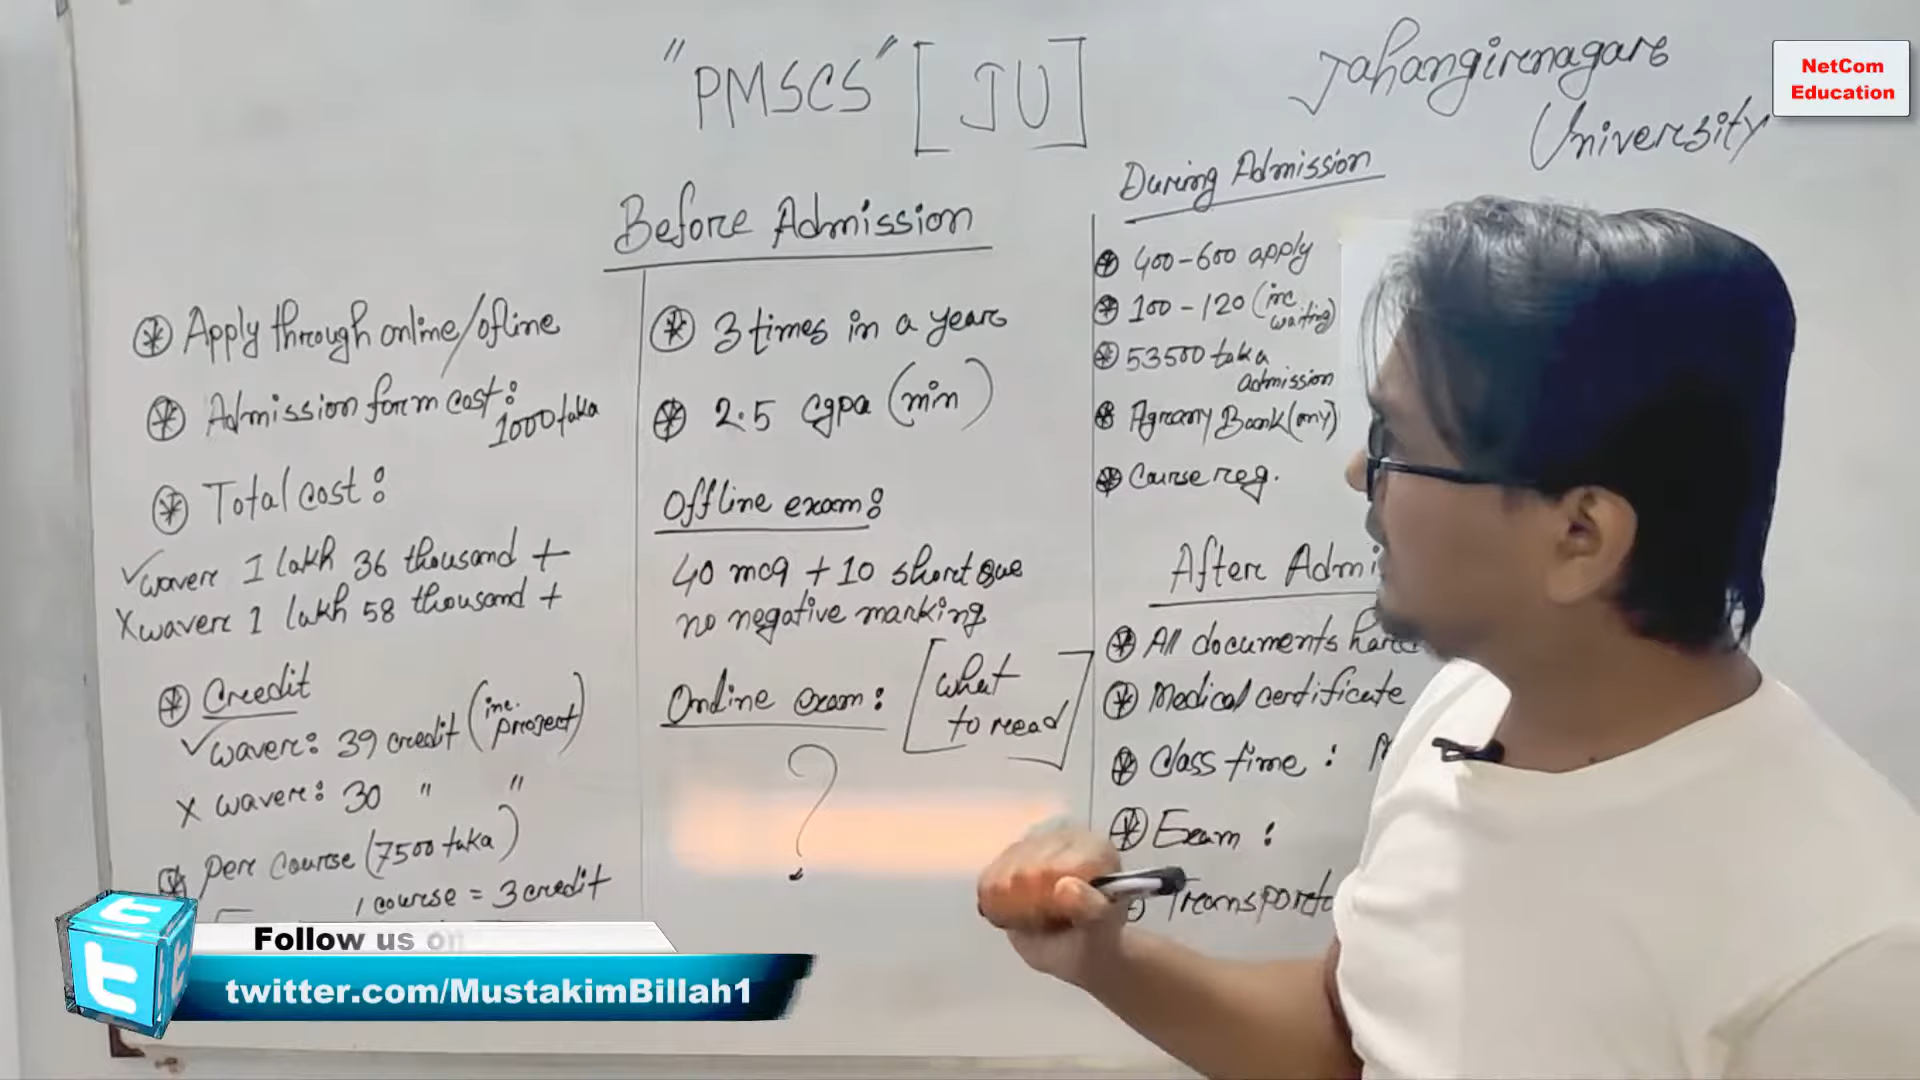 "PMSCS" [JU]
Jahangirnagar
University
NetCom
Education
Before Admission
⊛ Apply through online/ofline
⊛ Admission form cost:
1000 taka
⊛ Total cost:
✓waver 1 lakh 36 thousand +
X waver 1 lakh 58 thousand +
⊛ Creedit
✓waver: 39 credit (inc. project)
X waver: 30 " "
⊛ per course (7500 taka)
1 course = 3 credit
⊛ 3 times in a year
⊛ 2.5 cgpa (min)
Offline exam:
40 mcq + 10 short que
no negative marking
Online exam:
[what
to read]
?
During Admission
⊛ 400-600 apply
⊛ 100-120 (inc waiting)
⊛ 53500 taka
admission
⊛ Bank (any)
⊛ Course reg.
After Admi
⊛ All documents
⊛ Medical certificate
⊛ Class time:
⊛ Exam:
Follow us on
twitter.com/MustakimBillah1